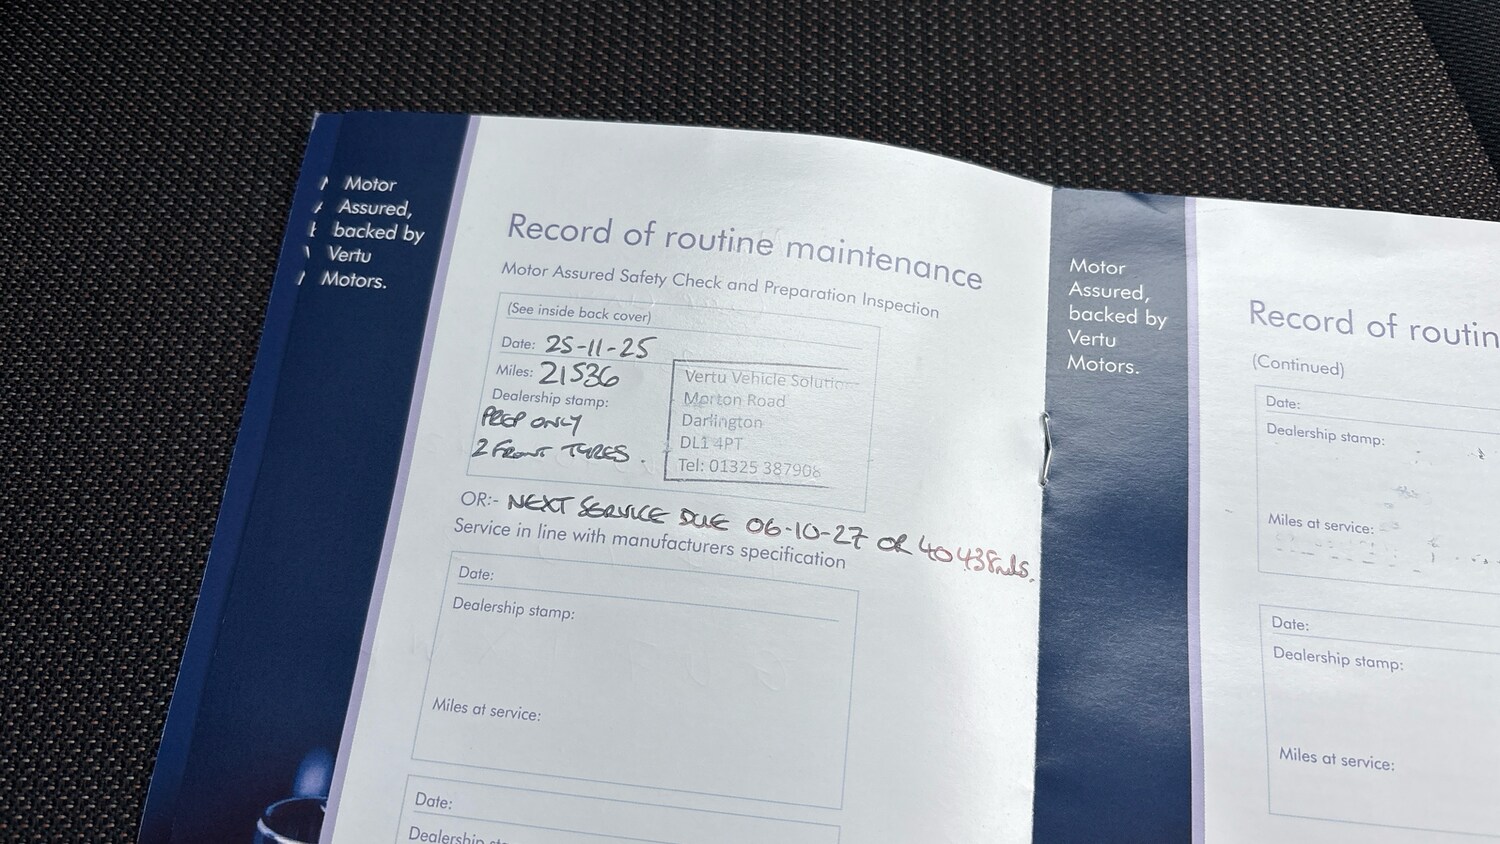 Motor
Assured,
backed by
Vertu
Motors.
Record of routine maintenance
Motor Assured Safety Check and Preparation Inspection
(See inside back cover)
Date: 25-11-25
Miles: 21536
Dealership stamp:
PREP ONLY
2 FRONT TYRES.
Vertu Vehicle Solution
Morton Road
Darlington
DL1 4PT
Tel: 01325 387908
OR:- NEXT SERVICE DUE 06-10-27 OR 40438mls.
Service in line with manufacturers specification
Date:
Dealership stamp:
Miles at service:
Date:
Dealership
Motor
Assured,
backed by
Vertu
Motors.
Record of routin
(Continued)
Date:
Dealership stamp:
Miles at service:
Date:
Dealership stamp:
Miles at service: